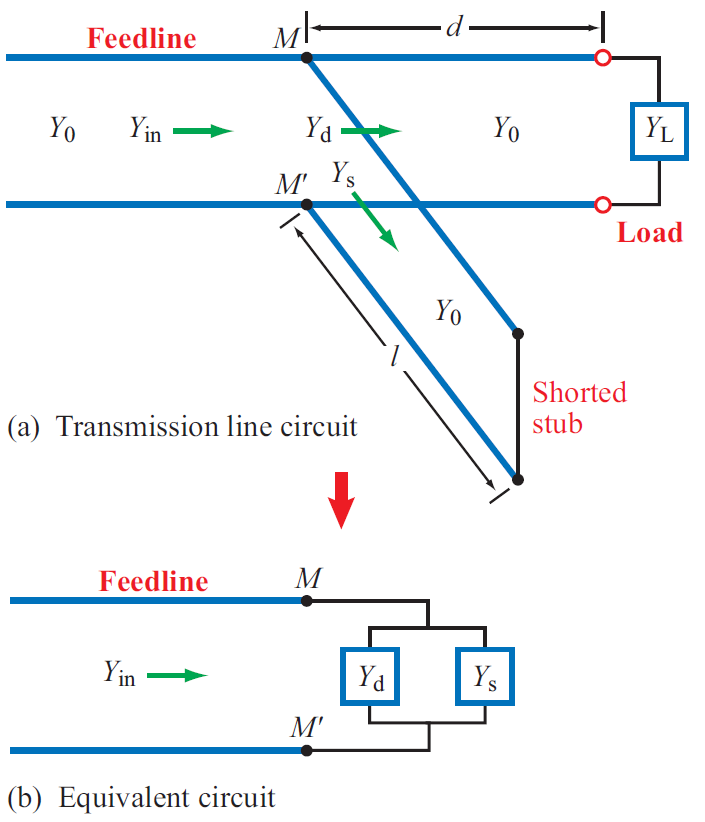 d
Feedline
M
Y0
Yin
Yd
Y0
YL
M'
Ys
Load
Y0
l
Shorted
stub
(a) Transmission line circuit
Feedline
M
Yin
Yd
Ys
M'
(b) Equivalent circuit